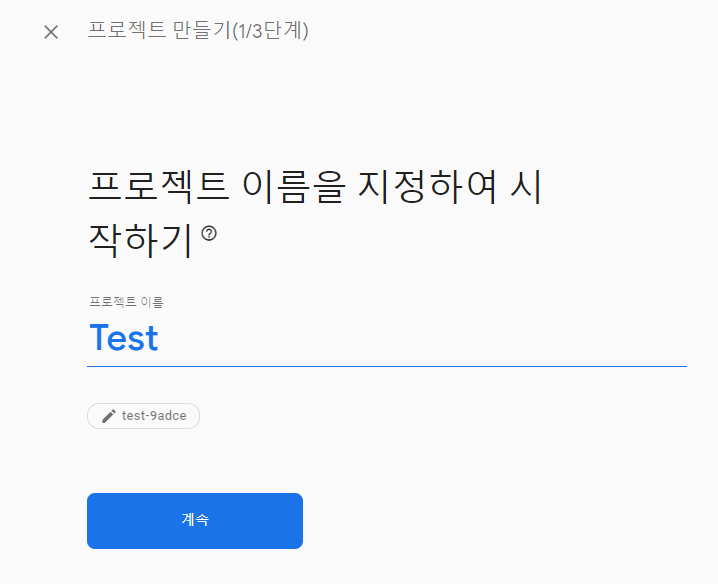 프로젝트 만들기(1/3단계)
프로젝트 이름을 지정하여 시
작하기
프로젝트 이름
Test
test-9adce
계속